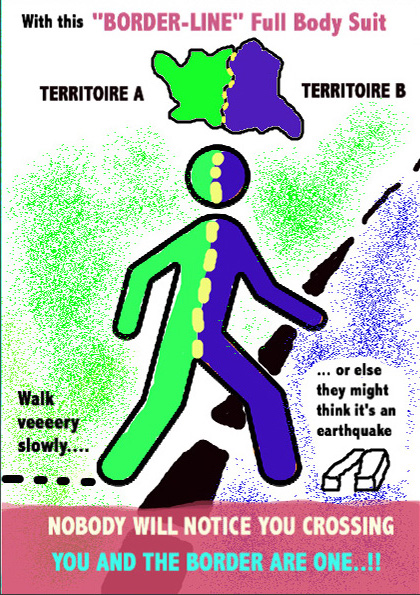 With this "BORDER-LINE" Full Body Suit
TERRITOIRE A
TERRITOIRE B
Walk
veeeery
slowly....
... or else
they might
think it's an
earthquake
NOBODY WILL NOTICE YOU CROSSING
YOU AND THE BORDER ARE ONE..!!